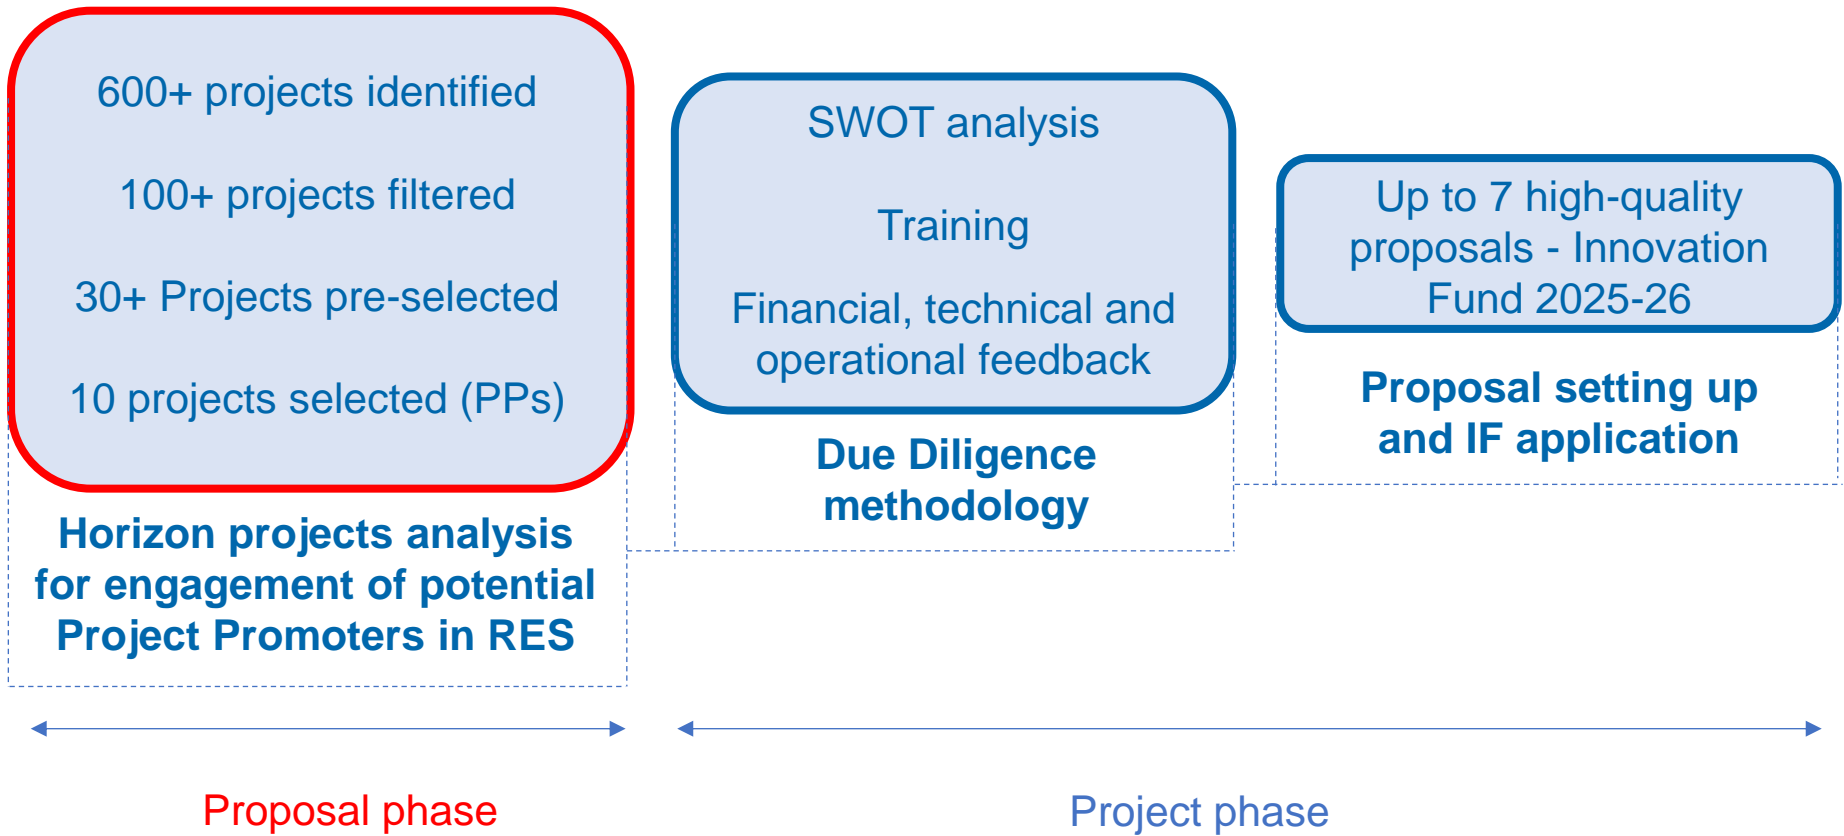 600+ projects identified
100+ projects filtered
30+ Projects pre-selected
10 projects selected (PPs)
Horizon projects analysis
for engagement of potential
Project Promoters in RES
SWOT analysis
Training
Financial, technical and
operational feedback
Due Diligence
methodology
Up to 7 high-quality
proposals - Innovation
Fund 2025-26
Proposal setting up
and IF application
Proposal phase
Project phase